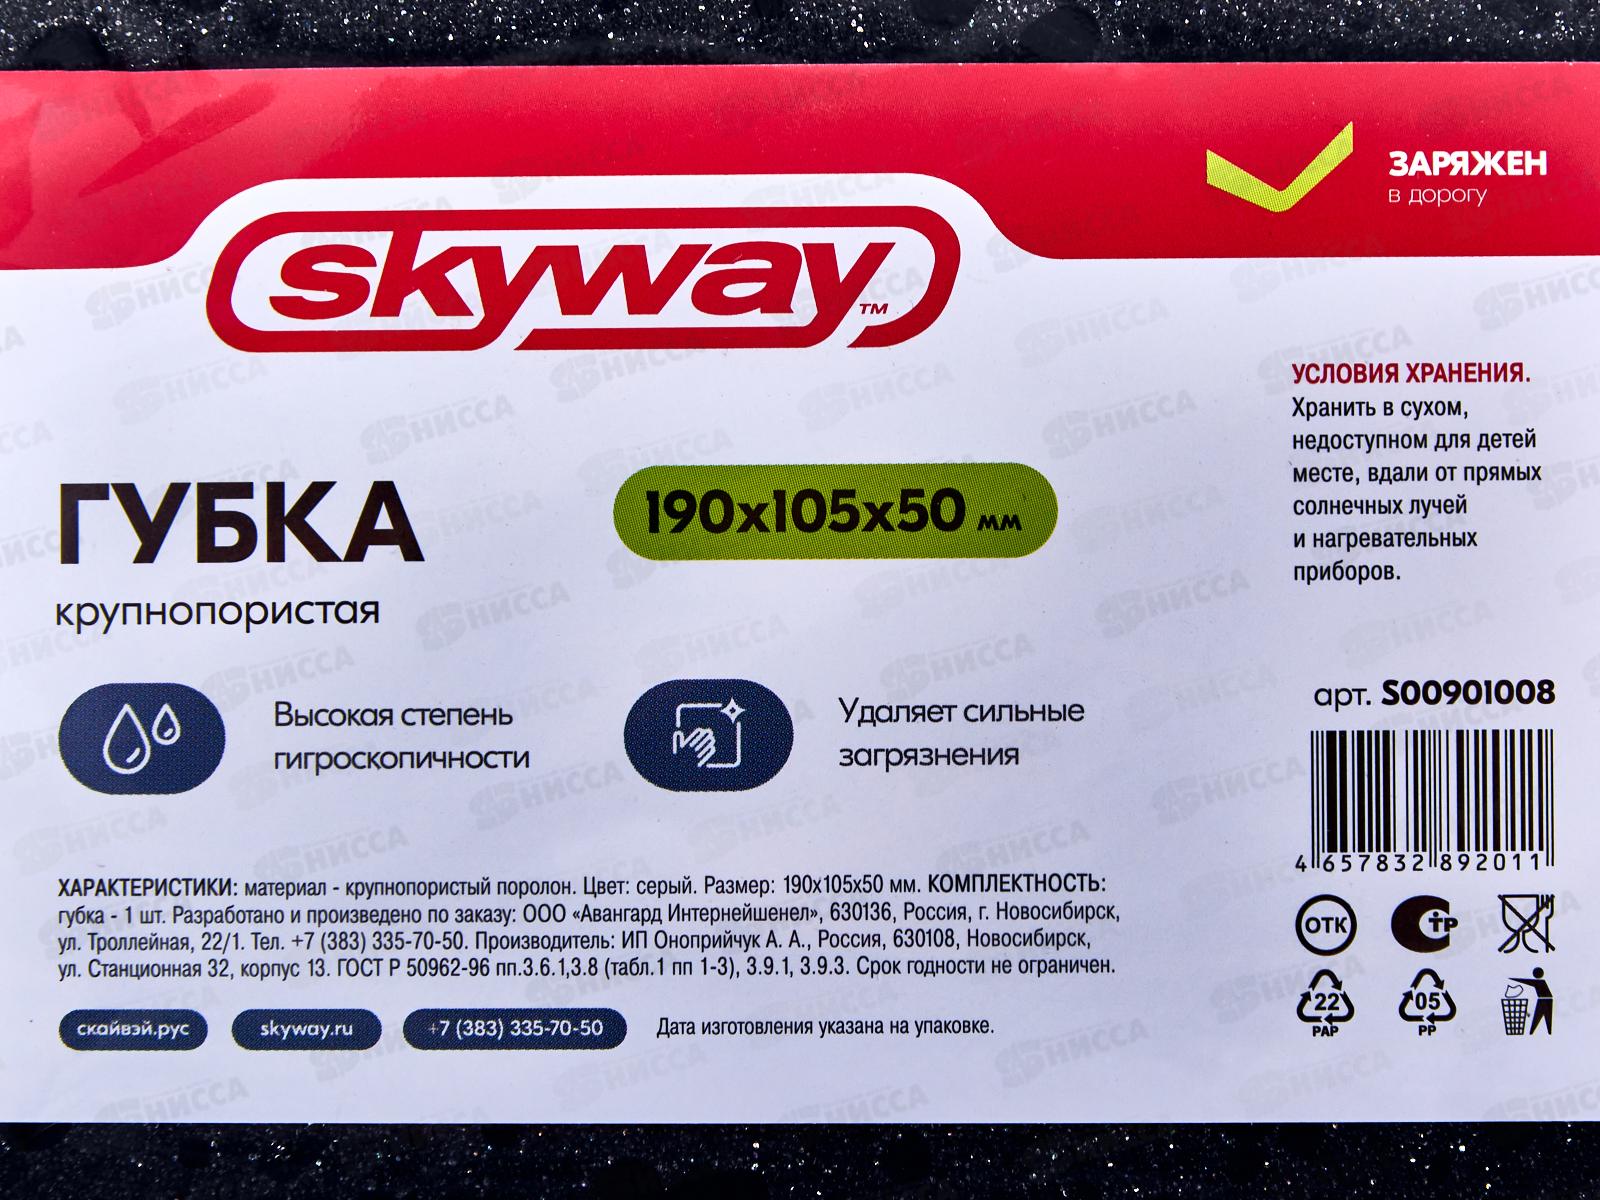 ЗАРЯЖЕН
в дорогу
skyway™
УСЛОВИЯ ХРАНЕНИЯ.
Хранить в сухом,
недоступном для детей
месте, вдали от прямых
солнечных лучей
и нагревательных
приборов.
ГУБКА
190х105х50 мм
крупнопористая
Высокая степень
гигроскопичности
Удаляет сильные
загрязнения
арт. S00901008
4 657832 892011
ХАРАКТЕРИСТИКИ: материал - крупнопористый поролон. Цвет: серый. Размер: 190х105х50 мм. КОМПЛЕКТНОСТЬ:
губка - 1 шт. Разработано и произведено по заказу: ООО «Авангард Интернейшенел», 630136, Россия, г. Новосибирск,
ул. Троллейная, 22/1. Тел. +7 (383) 335-70-50. Производитель: ИП Оноприйчук А. А., Россия, 630108, Новосибирск,
ул. Станционная 32, корпус 13. ГОСТ Р 50962-96 пп.3.6.1,3.8 (табл.1 пп 1-3), 3.9.1, 3.9.3. Срок годности не ограничен.
ОТК
СТР
22
PAP
05
PP
скайвэй.рус
skyway.ru
+7 (383) 335-70-50
Дата изготовления указана на упаковке.
НИССА